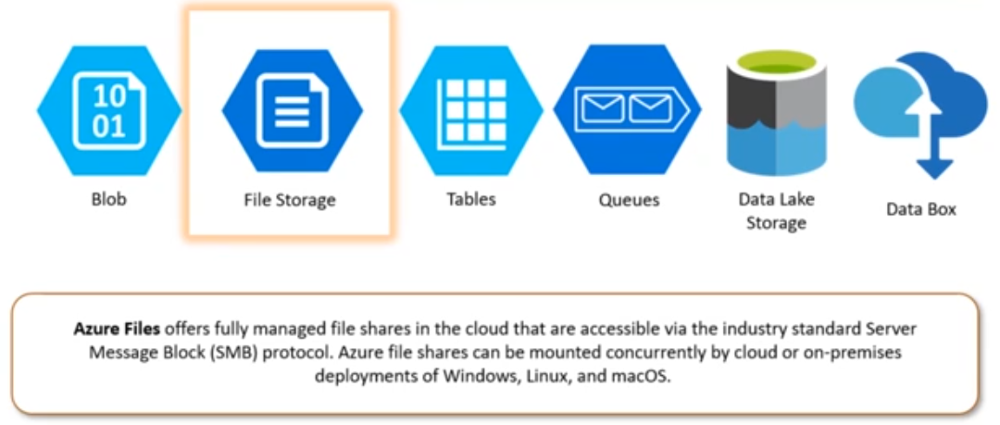 10
01
Blob
File Storage
Tables
Queues
Data Lake
Storage
Data Box
Azure Files offers fully managed file shares in the cloud that are accessible via the industry standard Server
Message Block (SMB) protocol. Azure file shares can be mounted concurrently by cloud or on-premises
deployments of Windows, Linux, and macOS.